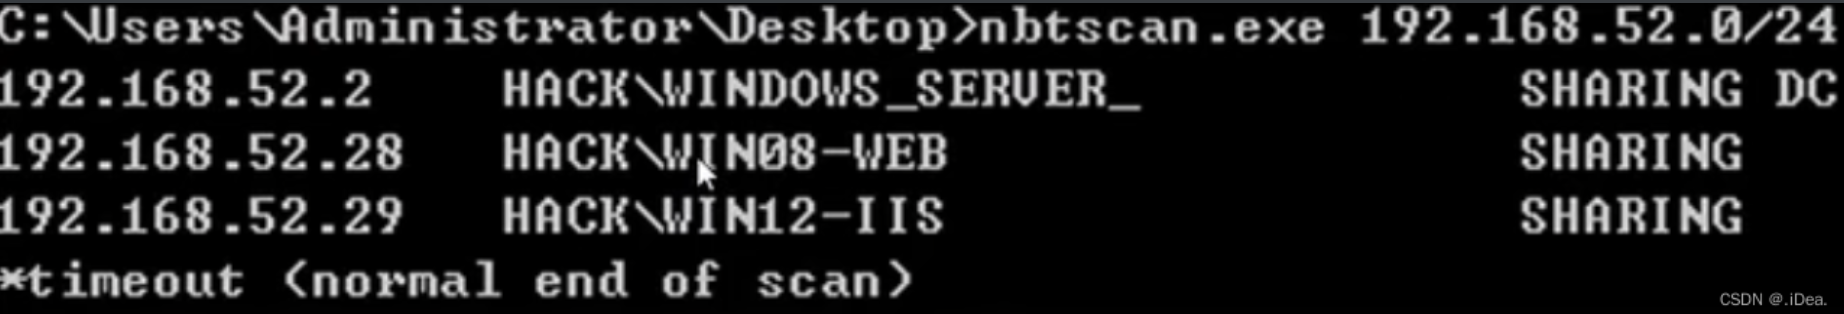 C:\Users\Administrator\Desktop>nbtscan.exe 192.168.52.0/24
192.168.52.2 HACK\WINDOWS_SERVER_ SHARING DC
192.168.52.28 HACK\WIN08-WEB SHARING
192.168.52.29 HACK\WIN12-IIS SHARING
*timeout (normal end of scan)
CSDN @.iDea.